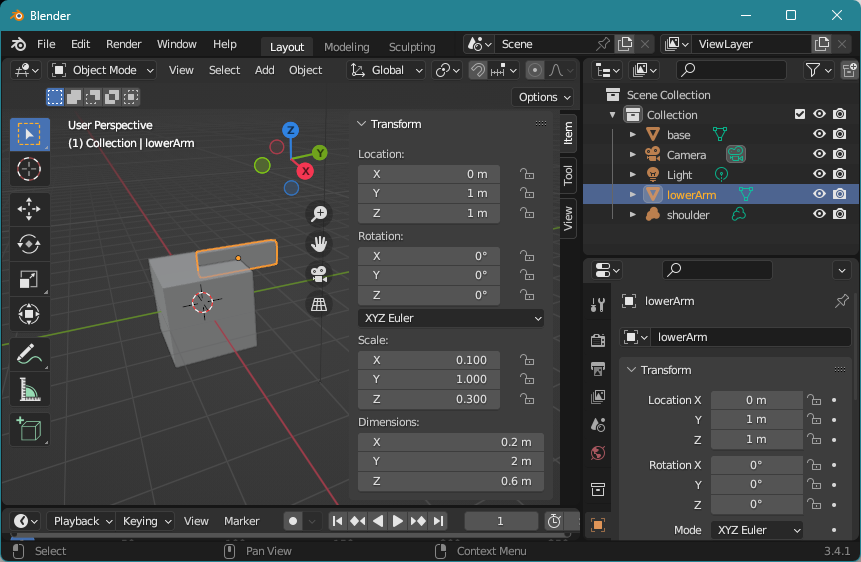 Blender
File Edit Render Window Help Layout Modeling Sculpting Scene ViewLayer
Object Mode View Select Add Object Global
Options
User Perspective
(1) Collection | lowerArm
Z
Y
X
Transform
Location:
X 0 m
Y 1 m
Z 1 m
Rotation:
X 0°
Y 0°
Z 0°
XYZ Euler
Scale:
X 0.100
Y 1.000
Z 0.300
Dimensions:
X 0.2 m
Y 2 m
Z 0.6 m
Item
Tool
View
Scene Collection
Collection
base
Camera
Light
lowerArm
shoulder
lowerArm
lowerArm
Transform
Location X 0 m
Y 1 m
Z 1 m
Rotation X 0°
Y 0°
Z 0°
Mode XYZ Euler
Playback Keying View Marker 1
Select Pan View Context Menu 3.4.1